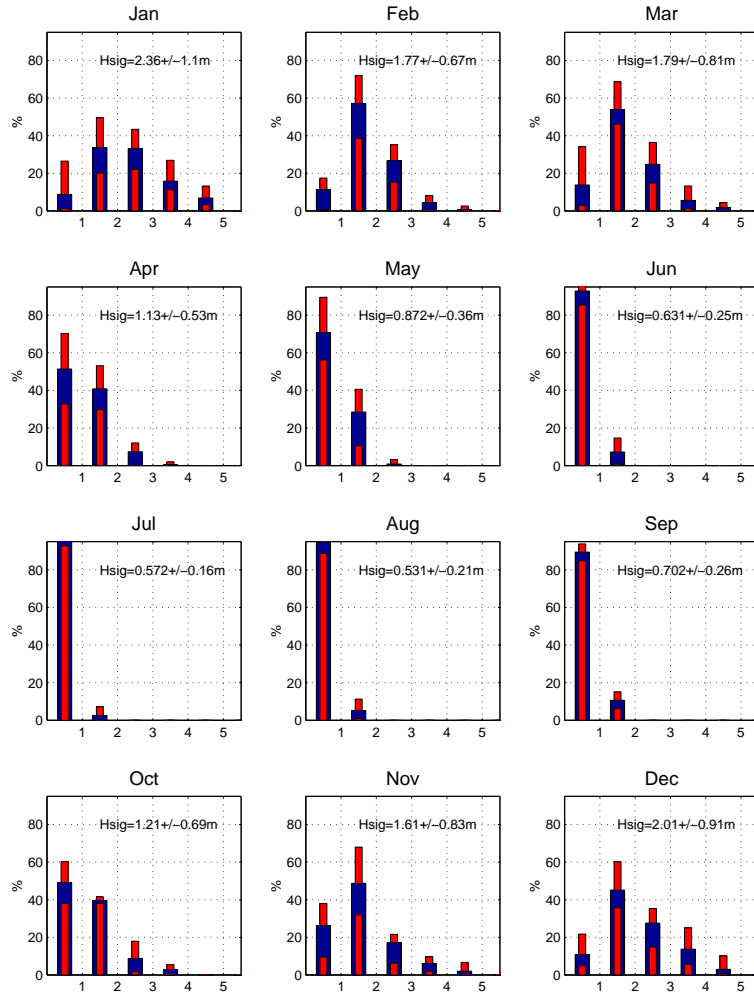 Jan
Feb
Mar
80
60
40
20
0
%
Hsig=2.36+/−1.1m
1 2 3 4 5
80
60
40
20
0
%
Hsig=1.77+/−0.67m
1 2 3 4 5
80
60
40
20
0
%
Hsig=1.79+/−0.81m
1 2 3 4 5
Apr
May
Jun
80
60
40
20
0
%
Hsig=1.13+/−0.53m
1 2 3 4 5
80
60
40
20
0
%
Hsig=0.872+/−0.36m
1 2 3 4 5
80
60
40
20
0
%
Hsig=0.631+/−0.25m
1 2 3 4 5
Jul
Aug
Sep
80
60
40
20
0
%
Hsig=0.572+/−0.16m
1 2 3 4 5
80
60
40
20
0
%
Hsig=0.531+/−0.21m
1 2 3 4 5
80
60
40
20
0
%
Hsig=0.702+/−0.26m
1 2 3 4 5
Oct
Nov
Dec
80
60
40
20
0
%
Hsig=1.21+/−0.69m
1 2 3 4 5
80
60
40
20
0
%
Hsig=1.61+/−0.83m
1 2 3 4 5
80
60
40
20
0
%
Hsig=2.01+/−0.91m
1 2 3 4 5